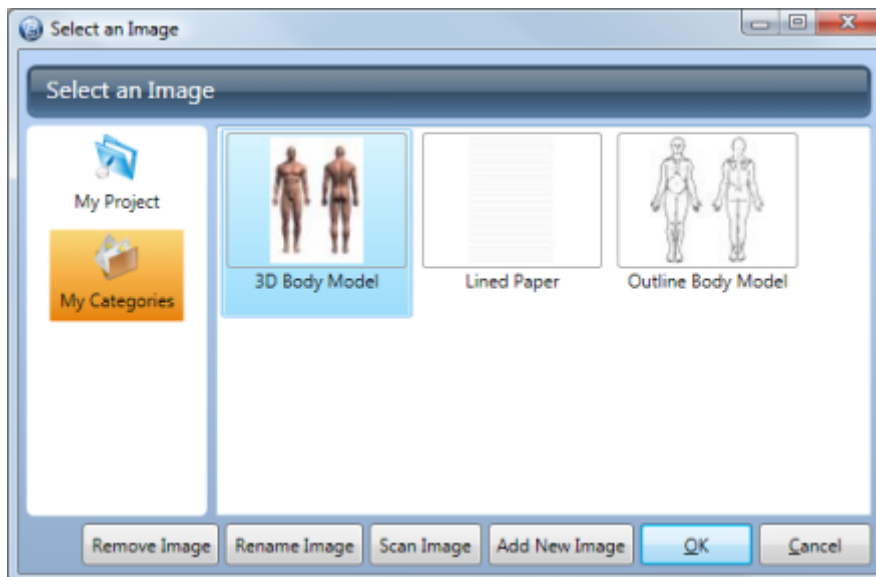 Select an Image
Select an Image
My Project
My Categories
3D Body Model
Lined Paper
Outline Body Model
Remove Image
Rename Image
Scan Image
Add New Image
OK
Cancel